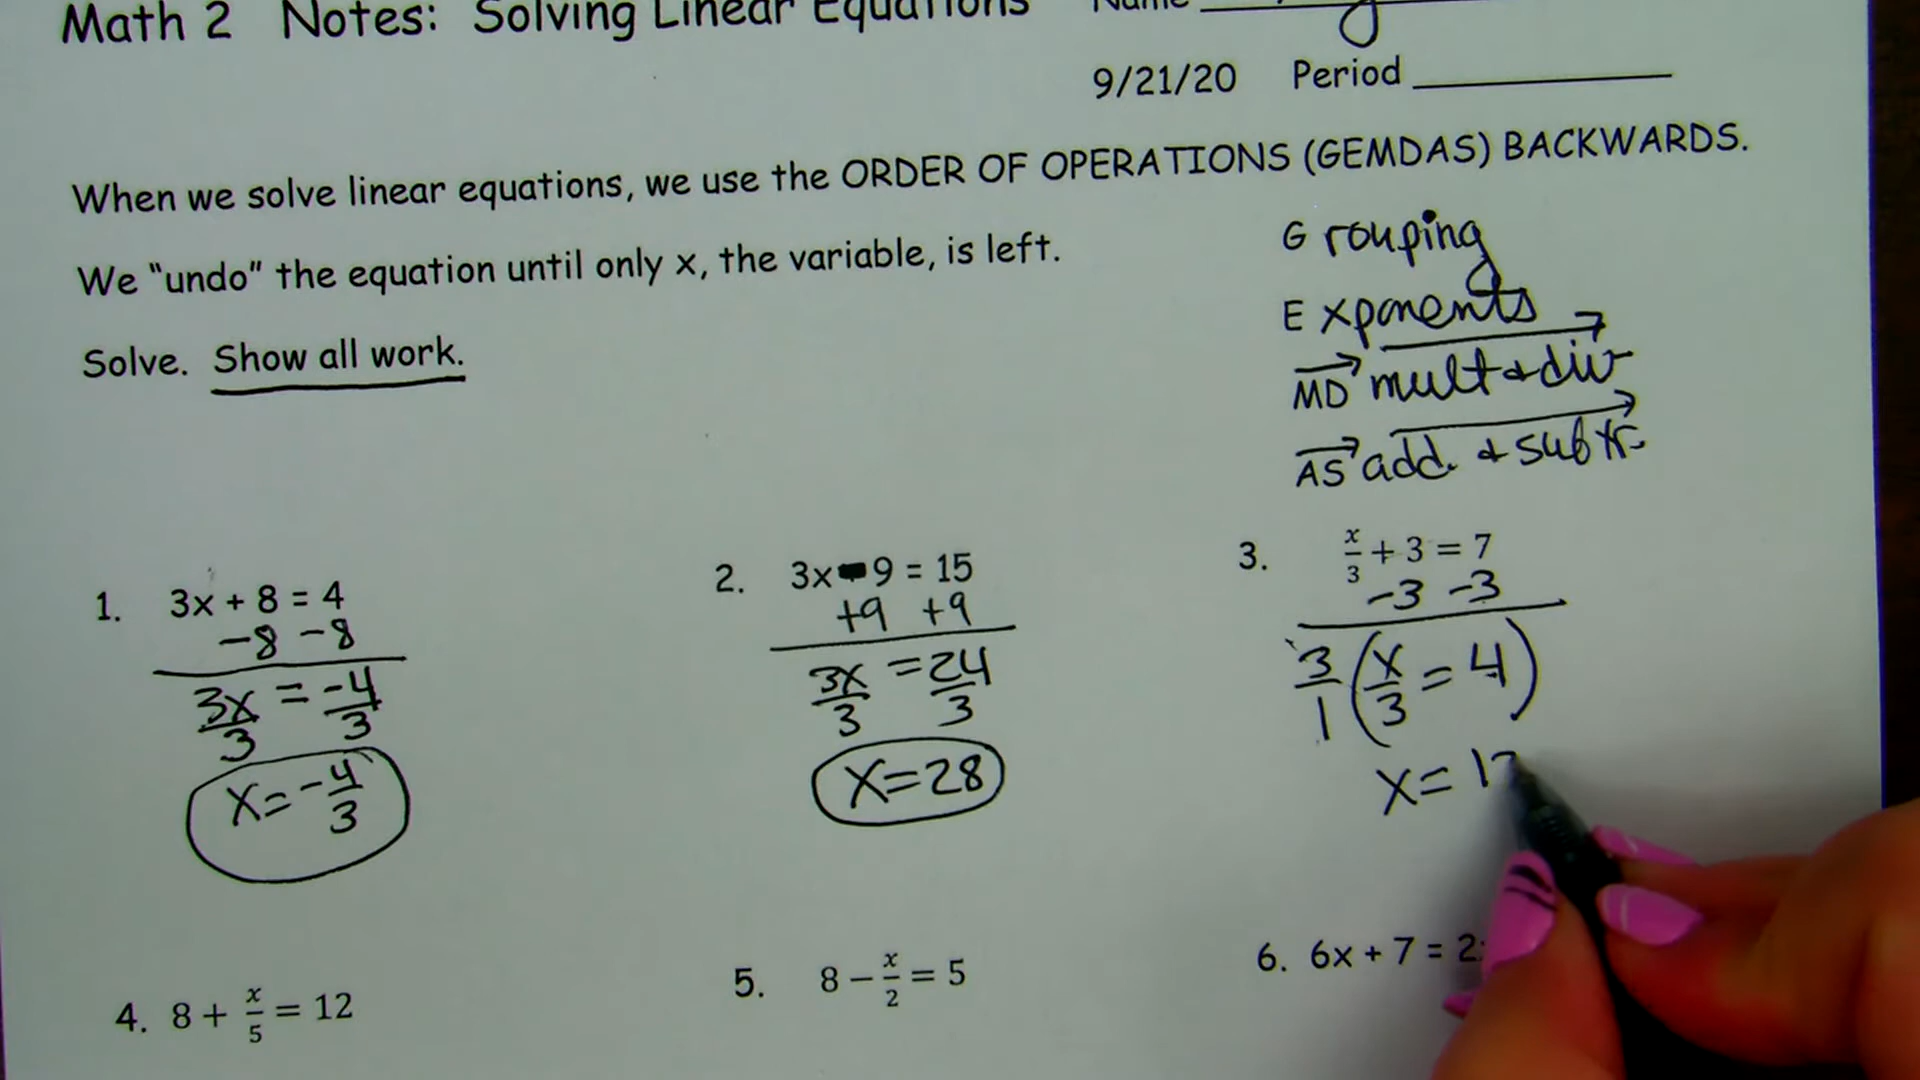 Math 2 Notes: Solving Linear Equations Name
9/21/20 Period
When we solve linear equations, we use the ORDER OF OPERATIONS (GEMDAS) BACKWARDS.
We "undo" the equation until only x, the variable, is left.
Solve. Show all work.
Grouping
Exponents
MD mult & div
AS add. & subtr.
1. 3x + 8 = 4
-8 -8
3x/3 = -4/3
x = -4/3
2. 3x - 9 = 15
+9 +9
3x/3 = 24/3
x = 28
3. x/3 + 3 = 7
-3 -3
3/1 (x/3 = 4)
x = 12
4. 8 + x/5 = 12
5. 8 − x/2 = 5
6. 6x + 7 = 2